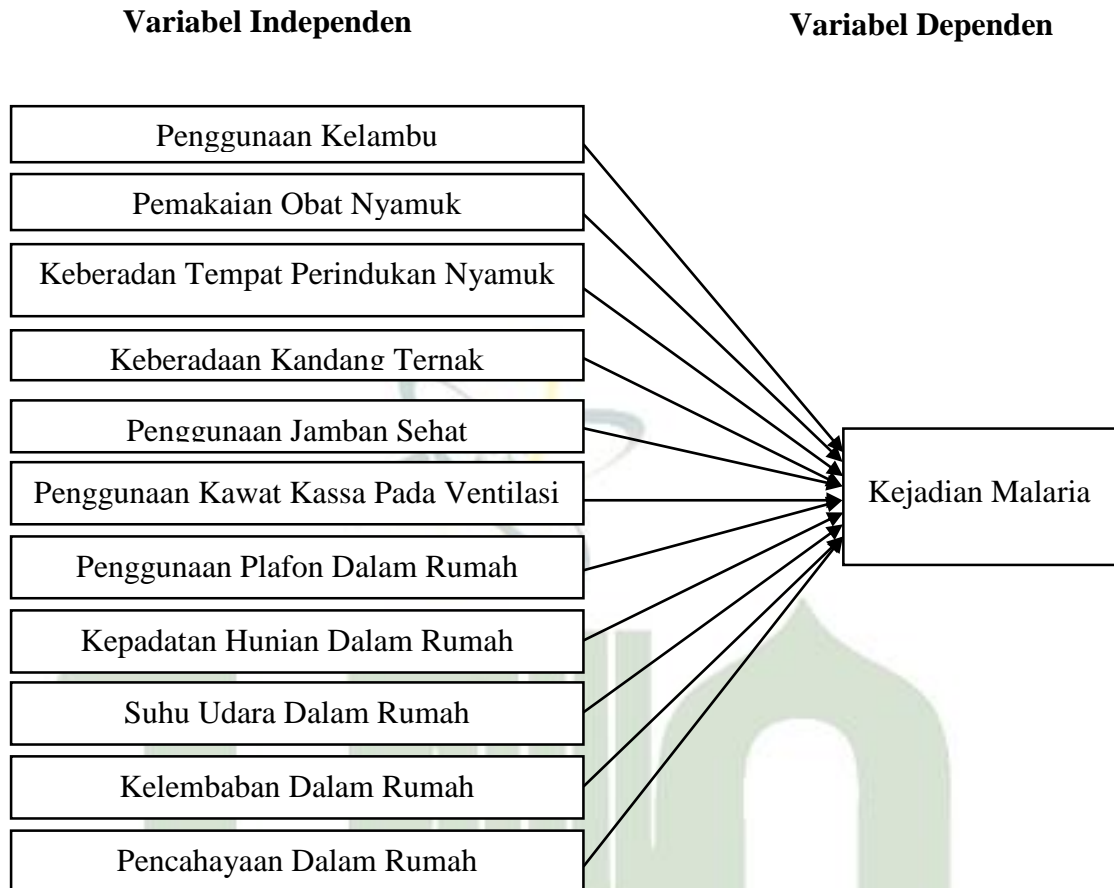 Variabel Independen
Variabel Dependen
Penggunaan Kelambu
Pemakaian Obat Nyamuk
Keberadan Tempat Perindukan Nyamuk
Keberadaan Kandang Ternak
Penggunaan Jamban Sehat
Penggunaan Kawat Kassa Pada Ventilasi
Penggunaan Plafon Dalam Rumah
Kepadatan Hunian Dalam Rumah
Suhu Udara Dalam Rumah
Kelembaban Dalam Rumah
Pencahayaan Dalam Rumah
Kejadian Malaria